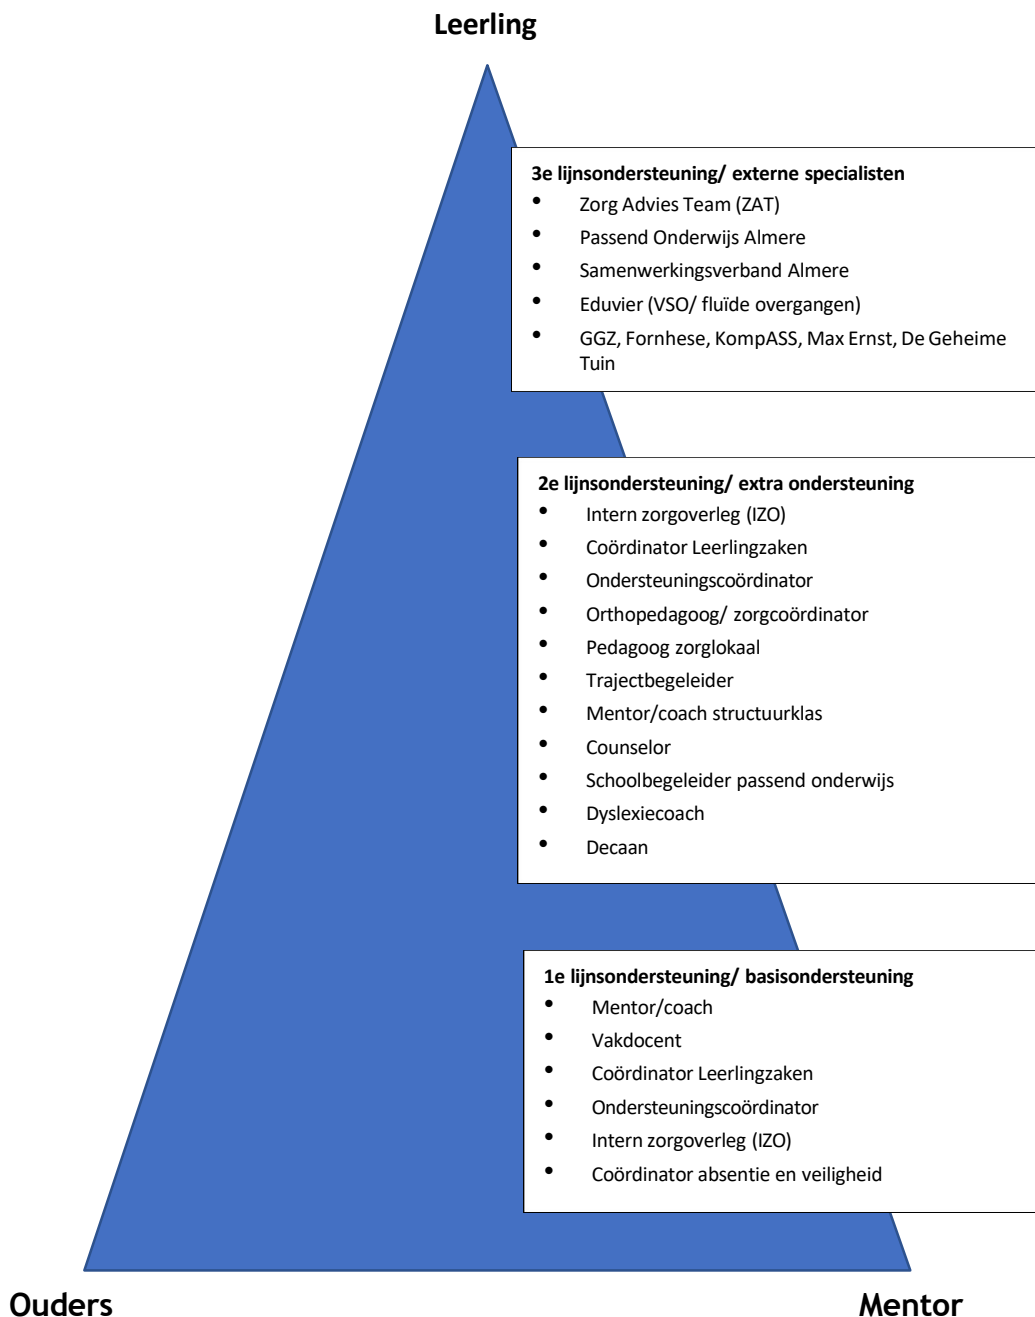 Leerling
3e lijnsondersteuning/ externe specialisten
• Zorg Advies Team (ZAT)
• Passend Onderwijs Almere
• Samenwerkingsverband Almere
• Eduvier (VSO/ fluïde overgangen)
• GGZ, Fornhese, KompASS, Max Ernst, De Geheime
Tuin
2e lijnsondersteuning/ extra ondersteuning
• Intern zorgoverleg (IZO)
• Coördinator Leerlingzaken
• Ondersteuningscoördinator
• Orthopedagoog/ zorgcoördinator
• Pedagoog zorglokaal
• Trajectbegeleider
• Mentor/coach structuurklas
• Counselor
• Schoolbegeleider passend onderwijs
• Dyslexiecoach
• Decaan
1e lijnsondersteuning/ basisondersteuning
• Mentor/coach
• Vakdocent
• Coördinator Leerlingzaken
• Ondersteuningscoördinator
• Intern zorgoverleg (IZO)
• Coördinator absentie en veiligheid
Ouders
Mentor